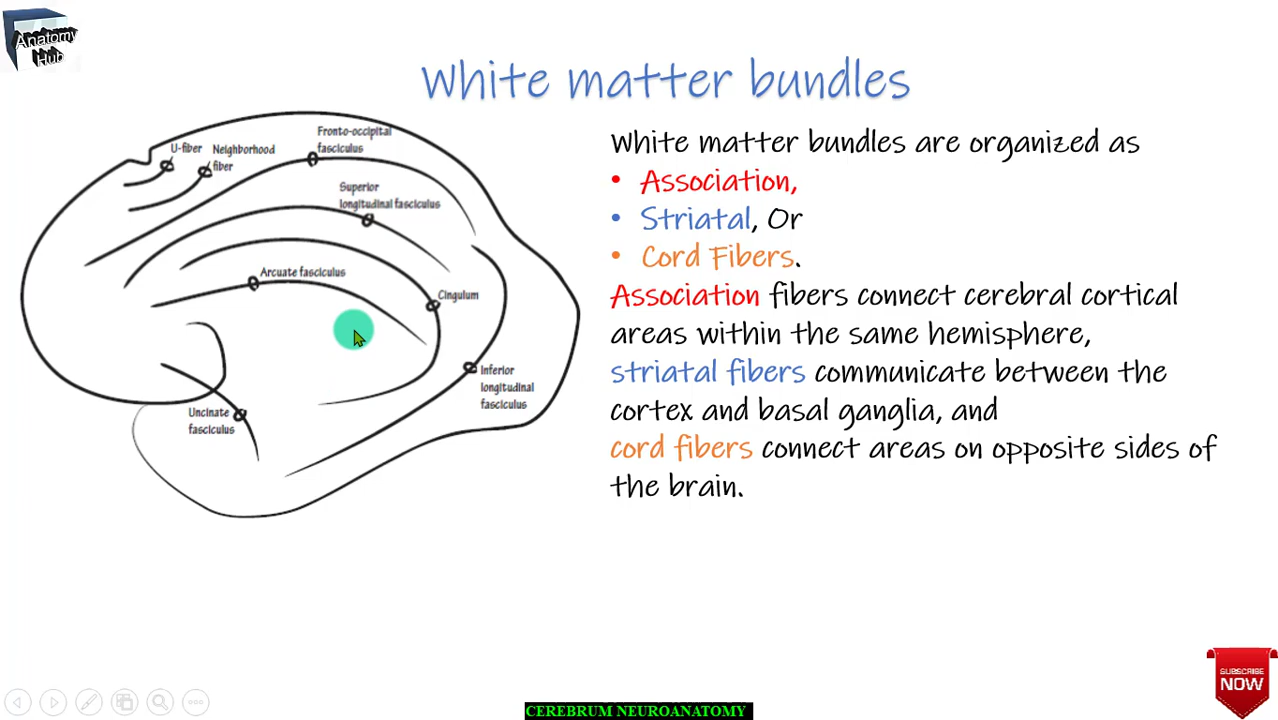 Anatomy
Hub
White matter bundles
U-fiber
Neighborhood
fiber
Fronto-occipital
fasciculus
Superior
longitudinal fasciculus
Arcuate fasciculus
Cingulum
Inferior
longitudinal
fasciculus
Uncinate
fasciculus
White matter bundles are organized as
• Association,
• Striatal, Or
• Cord Fibers.
Association fibers connect cerebral cortical
areas within the same hemisphere,
striatal fibers communicate between the
cortex and basal ganglia, and
cord fibers connect areas on opposite sides of
the brain.
SUBSCRIBE
NOW
CEREBRUM NEUROANATOMY